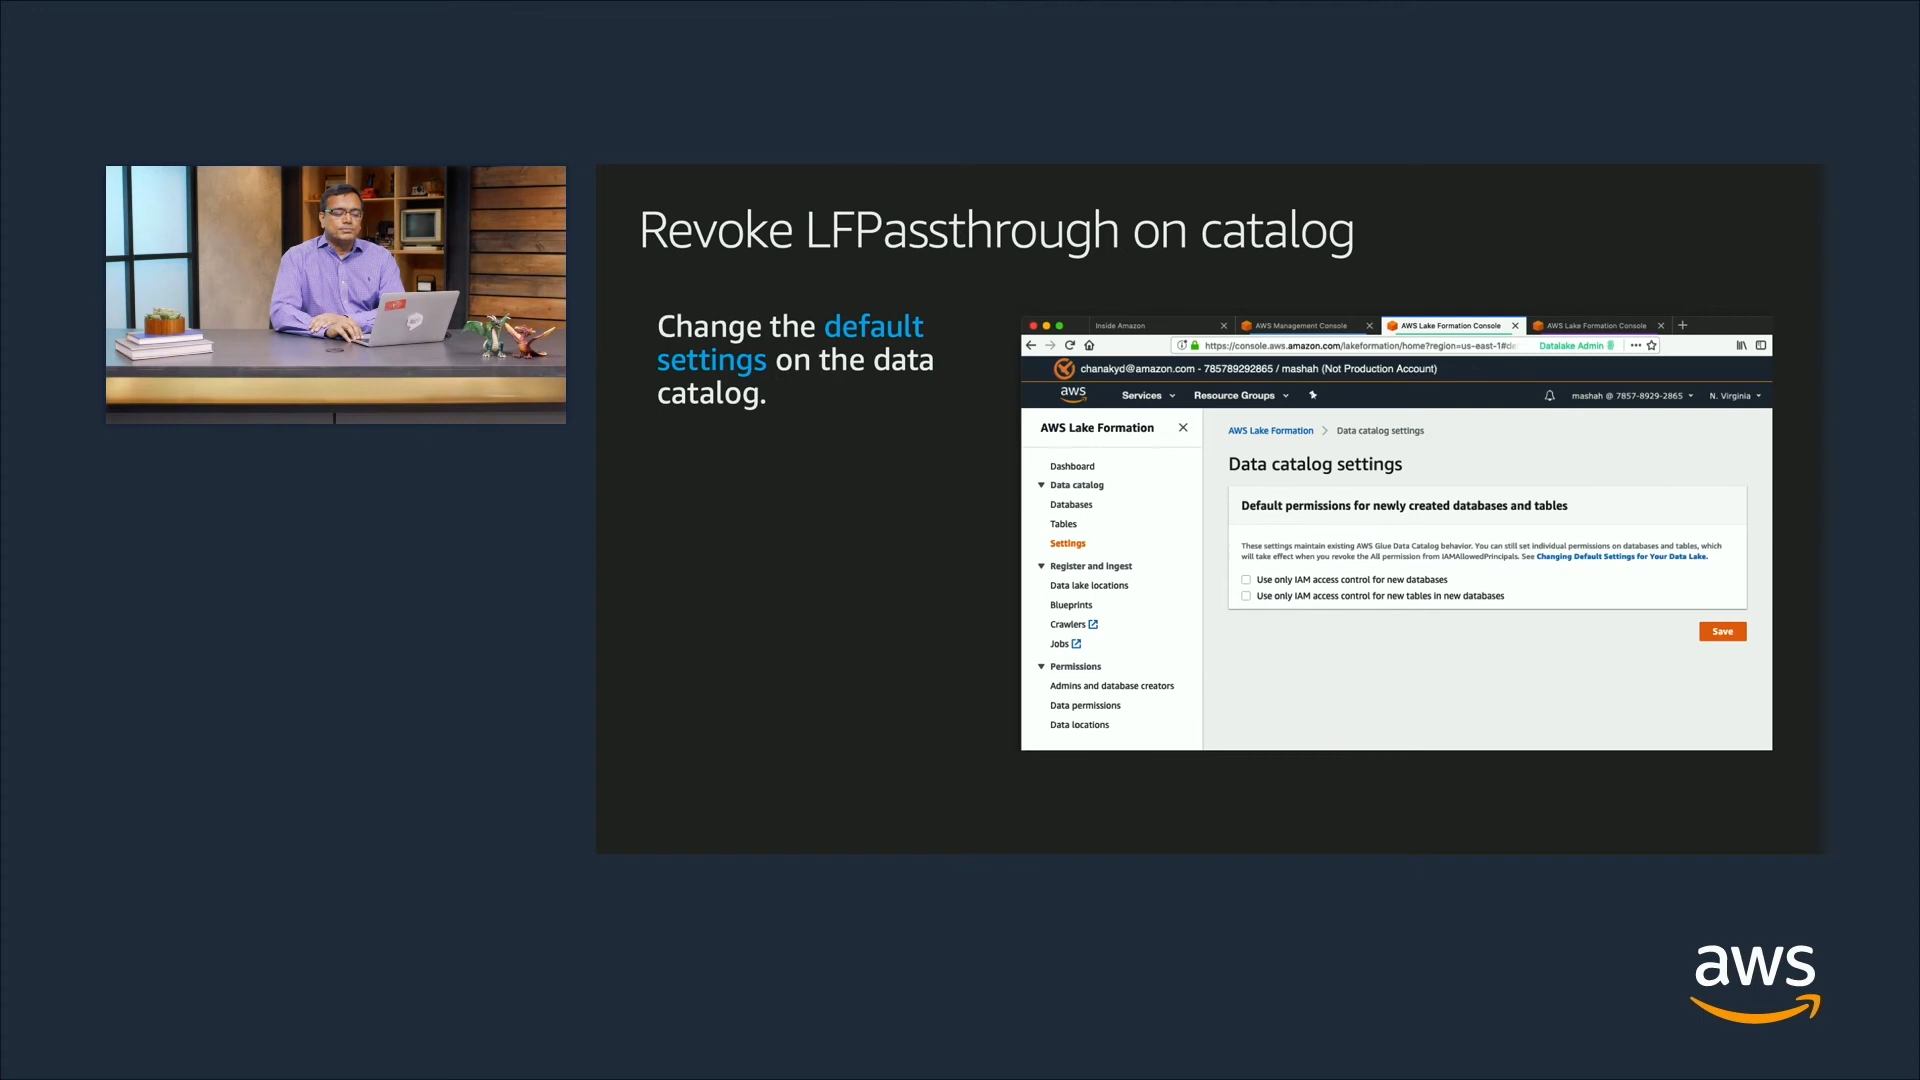 Revoke LFPassthrough on catalog
Change the default
settings on the data
catalog.
Inside Amazon
AWS Management Console
AWS Lake Formation Console
AWS Lake Formation Console
https://console.aws.amazon.com/lakeformation/home?region=us-east-1#de
Datalake Admin
chanakyd@amazon.com - 785789292865 / mashah (Not Production Account)
aws
Services
Resource Groups
mashah @ 7857-8929-2865
N. Virginia
AWS Lake Formation
Dashboard
Data catalog
Databases
Tables
Settings
Register and ingest
Data lake locations
Blueprints
Crawlers
Jobs
Permissions
Admins and database creators
Data permissions
Data locations
AWS Lake Formation > Data catalog settings
Data catalog settings
Default permissions for newly created databases and tables
These settings maintain existing AWS Glue Data Catalog behavior. You can still set individual permissions on databases and tables, which
will take effect when you revoke the All permission from IAMAllowedPrincipals. See Changing Default Settings for Your Data Lake.
Use only IAM access control for new databases
Use only IAM access control for new tables in new databases
Save
aws